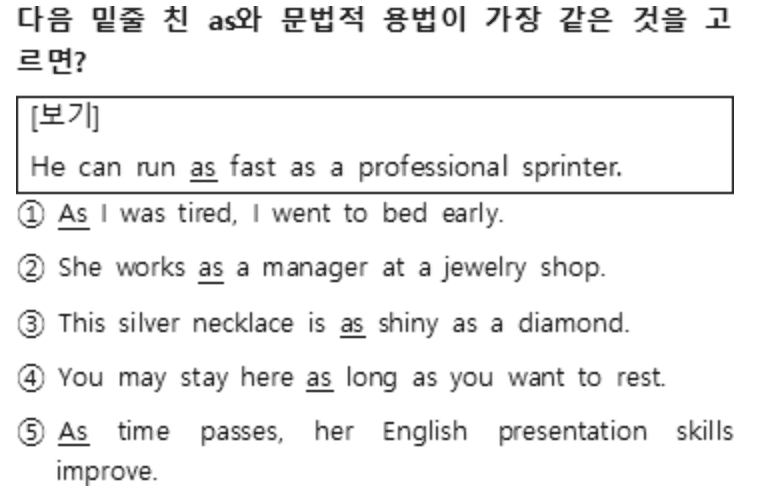 다음 밑줄 친 as와 문법적 용법이 가장 같은 것을 고
르면?
[보기]
He can run as fast as a professional sprinter.
① As I was tired, I went to bed early.
② She works as a manager at a jewelry shop.
③ This silver necklace is as shiny as a diamond.
④ You may stay here as long as you want to rest.
⑤ As time passes, her English presentation skills
improve.